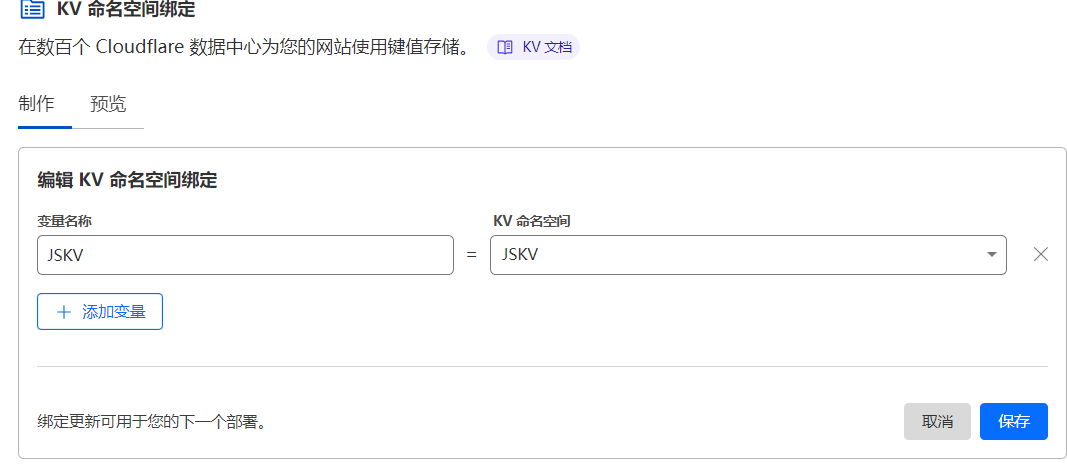 KV 命名空间绑定
在数百个 Cloudflare 数据中心为您的网站使用键值存储。 KV 文档
制作 预览
编辑 KV 命名空间绑定
变量名称 KV 命名空间
JSKV = JSKV
添加变量
绑定更新可用于您的下一个部署。 取消 保存